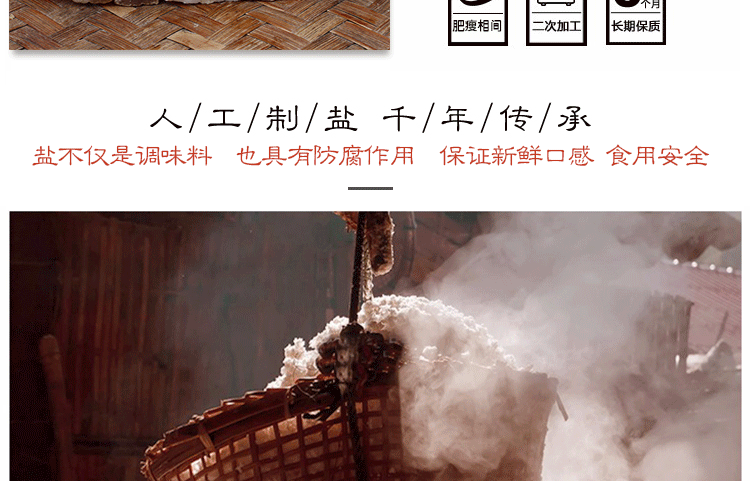 个月
肥瘦相间 二次加工 长期保质
人/工/制/盐 千/年/传/承
盐不仅是调味料 也具有防腐作用 保证新鲜口感 食用安全